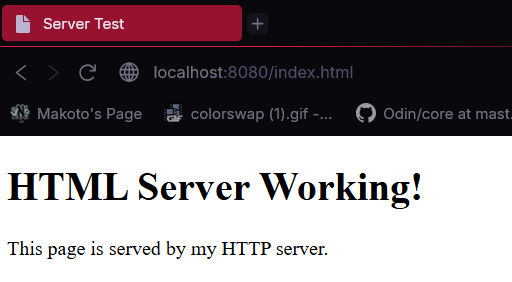 Server Test
localhost:8080/index.html
Makoto's Page colorswap (1).gif -... Odin/core at mast.
HTML Server Working!
This page is served by my HTTP server.